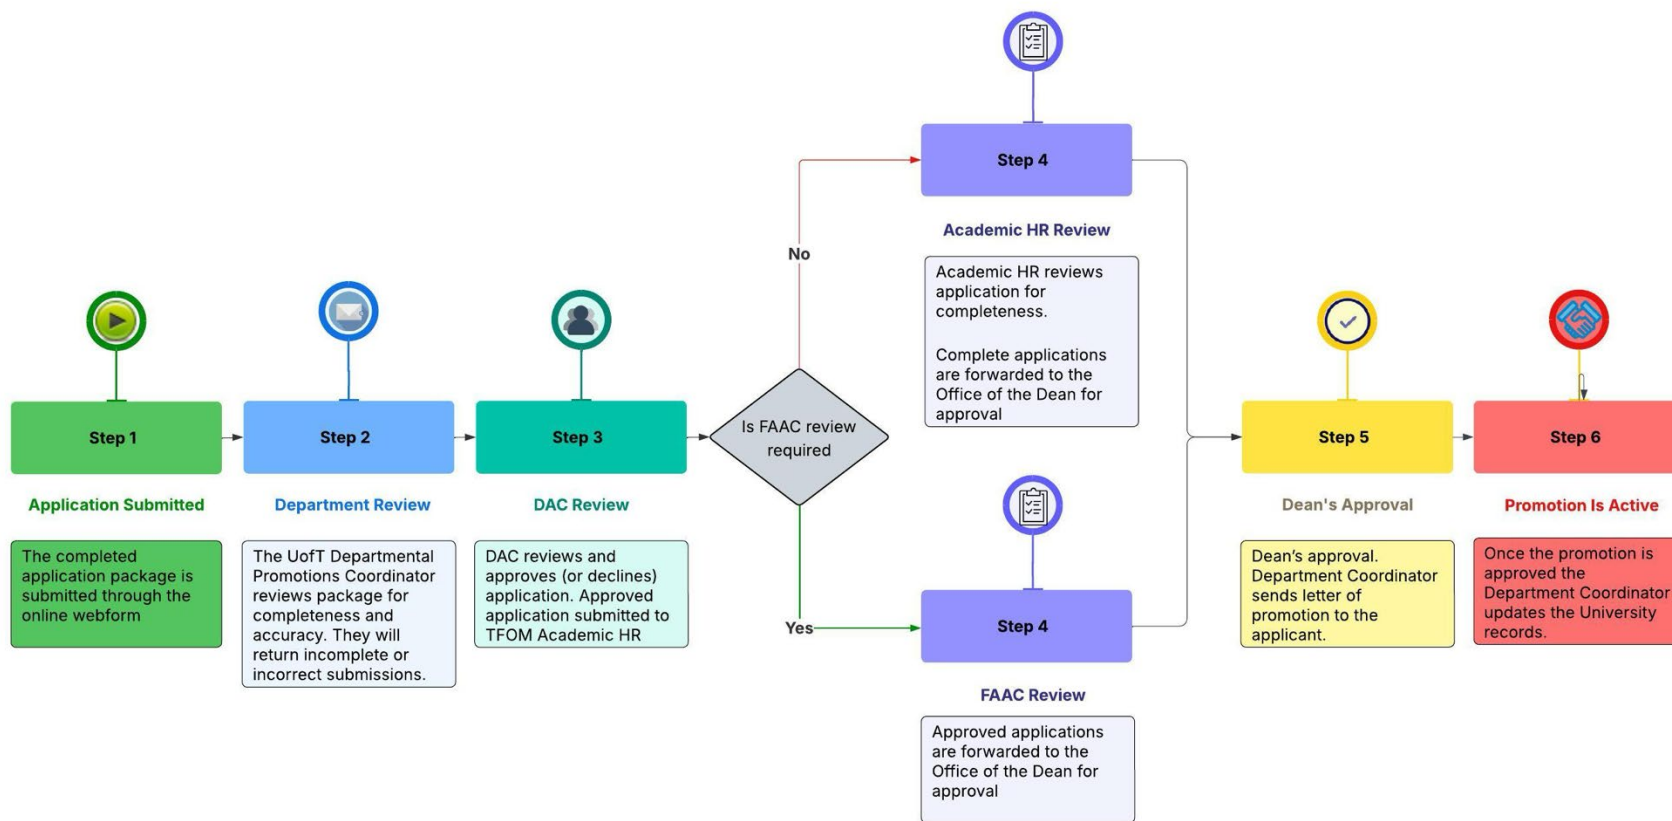 Step 1
Application Submitted
The completed
application package is
submitted through the
online webform
Step 2
Department Review
The UofT Departmental
Promotions Coordinator
reviews package for
completeness and
accuracy. They will
return incomplete or
incorrect submissions.
Step 3
DAC Review
DAC reviews and
approves (or declines)
application. Approved
application submitted to
TFOM Academic HR
Is FAAC review
required
No
Step 4
Academic HR Review
Academic HR reviews
application for
completeness.
Complete applications
are forwarded to the
Office of the Dean for
approval
Yes
Step 4
FAAC Review
Approved applications
are forwarded to the
Office of the Dean for
approval
Step 5
Dean's Approval
Dean’s approval.
Department Coordinator
sends letter of
promotion to the
applicant.
Step 6
Promotion Is Active
Once the promotion is
approved the
Department Coordinator
updates the University
records.